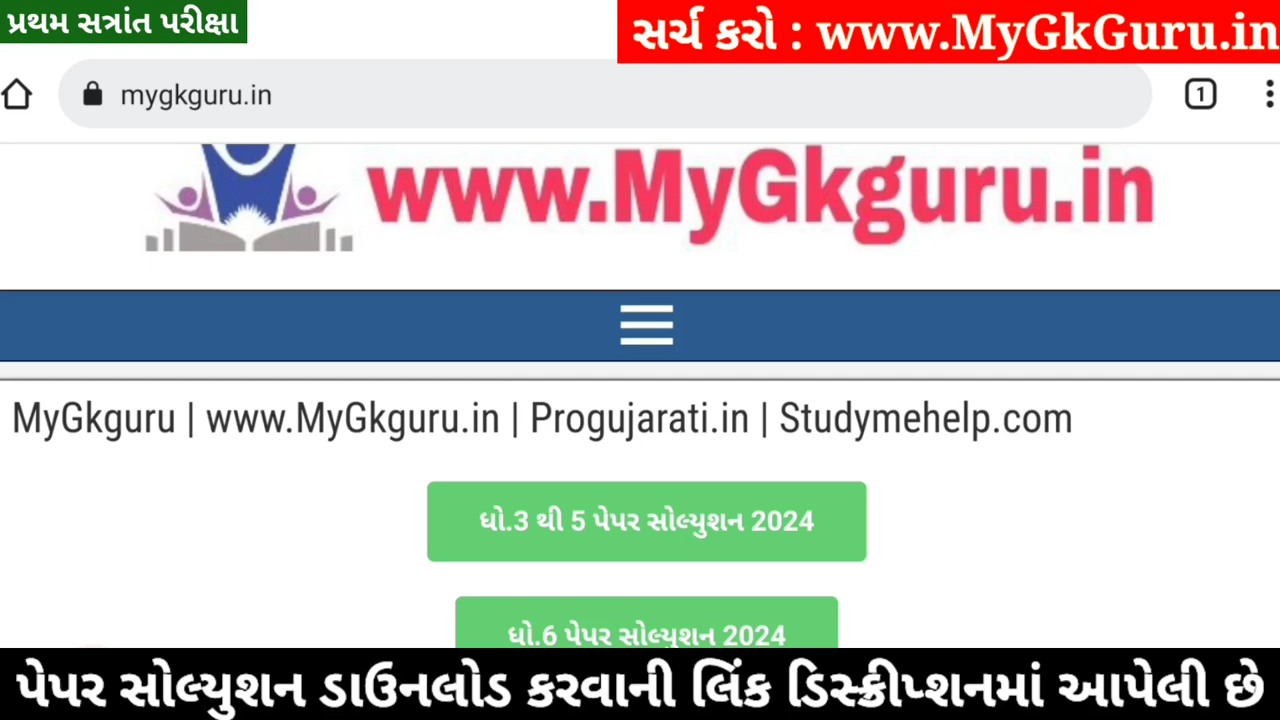 પ્રથમ સત્રાંત પરીક્ષા
સર્ચ કરો : www.MyGkGuru.in
mygkguru.in
1
www.MyGkguru.in
MyGkguru | www.MyGkguru.in | Progujarati.in | Studymehelp.com
ધો.3 થી 5 પેપર સોલ્યુશન 2024
ધો.6 પેપર સોલ્યુશન 2024
પેપર સોલ્યુશન ડાઉનલોડ કરવાની લિંક ડિસ્ક્રીપ્શનમાં આપેલી છે